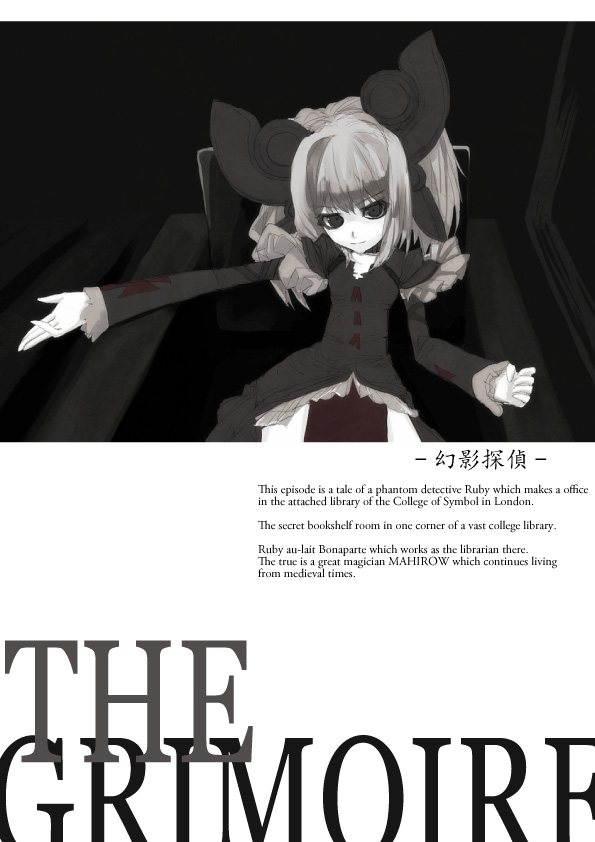 －幻影探偵－
This episode is a tale of a phantom detective Ruby which makes a office
in the attached library of the College of Symbol in London.
The secret bookshelf room in one corner of a vast college library.
Ruby au-lait Bonaparte which works as the librarian there.
The true is a great magician MAHIROW which continues living
from medieval times.
THE
GRIMOIRE